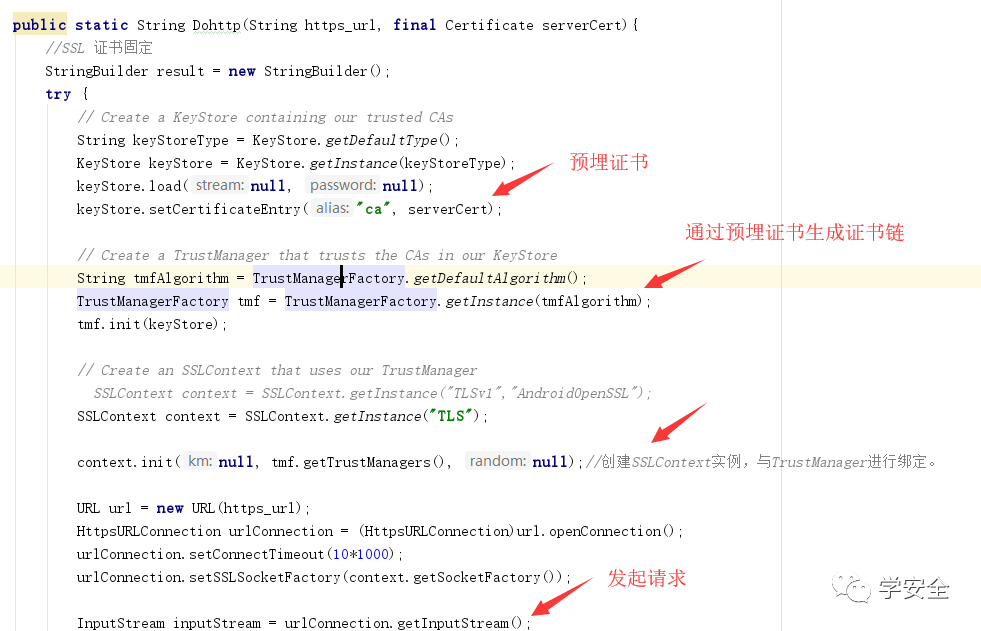 public static String Dohttp(String https_url, final Certificate serverCert){
//SSL 证书固定
StringBuilder result = new StringBuilder();
try {
// Create a KeyStore containing our trusted CAs
String keyStoreType = KeyStore.getDefaultType();
KeyStore keyStore = KeyStore.getInstance(keyStoreType);
预埋证书
keyStore.load( stream: null, password: null);
keyStore.setCertificateEntry( alias: "ca", serverCert);
通过预埋证书生成证书链
// Create a TrustManager that trusts the CAs in our KeyStore
String tmfAlgorithm = TrustManagerFactory.getDefaultAlgorithm();
TrustManagerFactory tmf = TrustManagerFactory.getInstance(tmfAlgorithm);
tmf.init(keyStore);
// Create an SSLContext that uses our TrustManager
SSLContext context = SSLContext.getInstance("TLSv1","AndroidOpenSSL");
SSLContext context = SSLContext.getInstance("TLS");
context.init( km: null, tmf.getTrustManagers(), random: null);//创建SSLContext实例，与TrustManager进行绑定。
URL url = new URL(https_url);
HttpsURLConnection urlConnection = (HttpsURLConnection)url.openConnection();
urlConnection.setConnectTimeout(10*1000);
urlConnection.setSSLSocketFactory(context.getSocketFactory());
发起请求
学安全
InputStream inputStream = urlConnection.getInputStream();